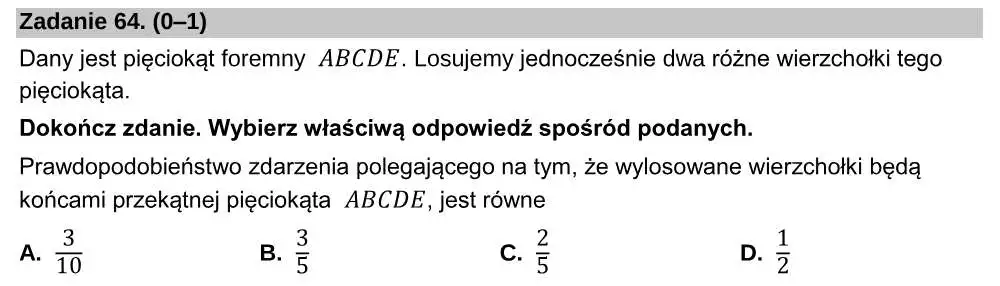 Zadanie 64. (0–1)
Dany jest pięciokąt foremny ABCDE. Losujemy jednocześnie dwa różne wierzchołki tego
pięciokąta.
Dokończ zdanie. Wybierz właściwą odpowiedź spośród podanych.
Prawdopodobieństwo zdarzenia polegającego na tym, że wylosowane wierzchołki będą
końcami przekątnej pięciokąta ABCDE, jest równe
A. 3/10 B. 3/5 C. 2/5 D. 1/2